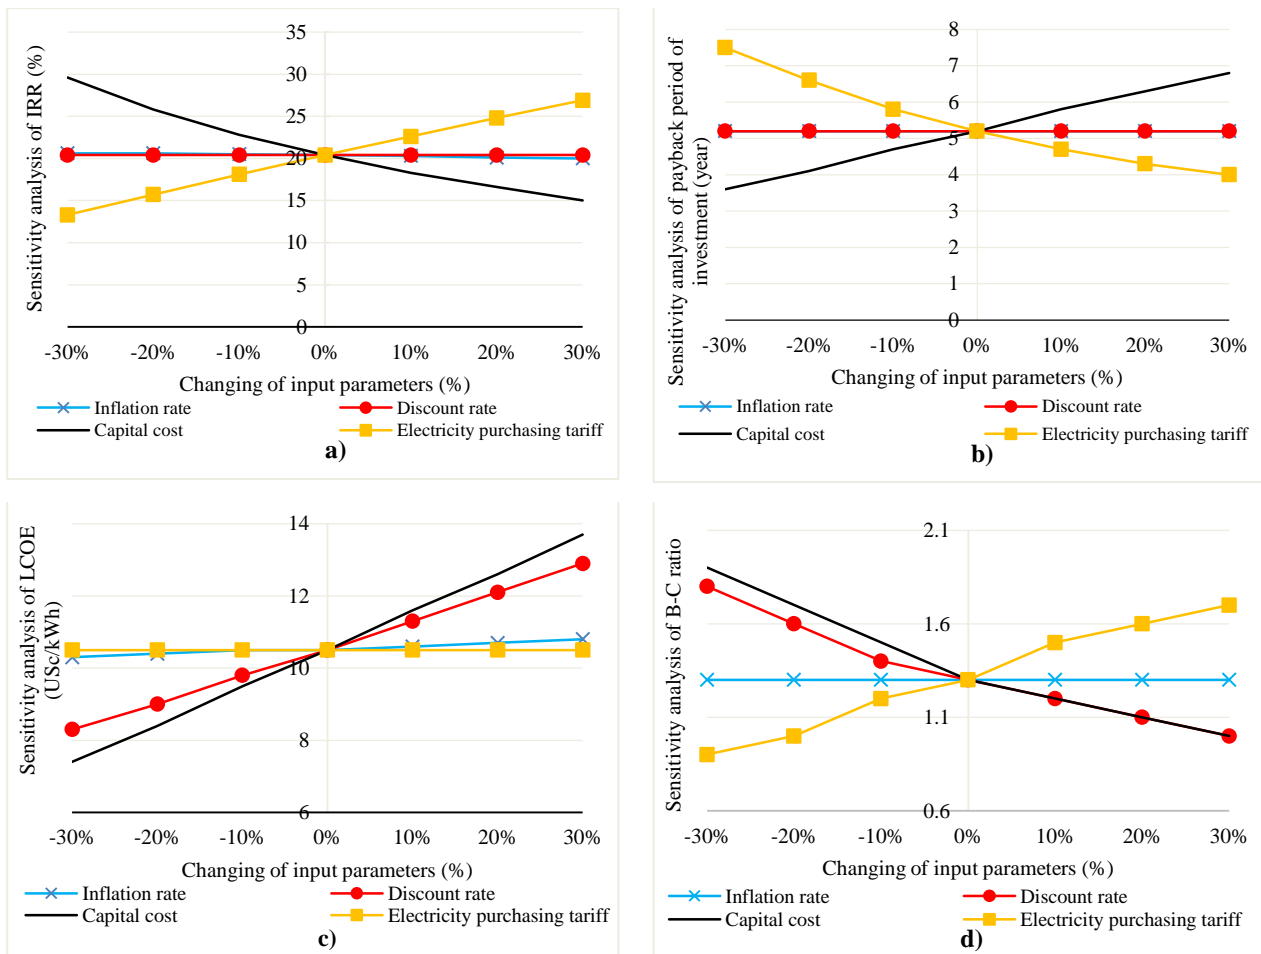 Sensitivity analysis of IRR (%)
35
30
25
20
15
10
5
0
-30% -20% -10% 0% 10% 20% 30%
Changing of input parameters (%)
Inflation rate Discount rate
Capital cost Electricity purchasing tariff
a)
Sensitivity analysis of payback period of
investment (year)
8
7
6
5
4
3
2
1
0
-30% -20% -10% 0% 10% 20% 30%
Changing of input parameters (%)
Inflation rate Discount rate
Capital cost Electricity purchasing tariff
b)
Sensitivity analysis of LCOE
(USc/kWh)
14
12
10
8
6
-30% -20% -10% 0% 10% 20% 30%
Changing of input parameters (%)
Inflation rate Discount rate
Capital cost Electricity purchasing tariff
c)
Sensitivity analysis of B-C ratio
2.1
1.6
1.1
0.6
-30% -20% -10% 0% 10% 20% 30%
Changing of input parameters (%)
Inflation rate Discount rate
Capital cost Electricity purchasing tariff
d)